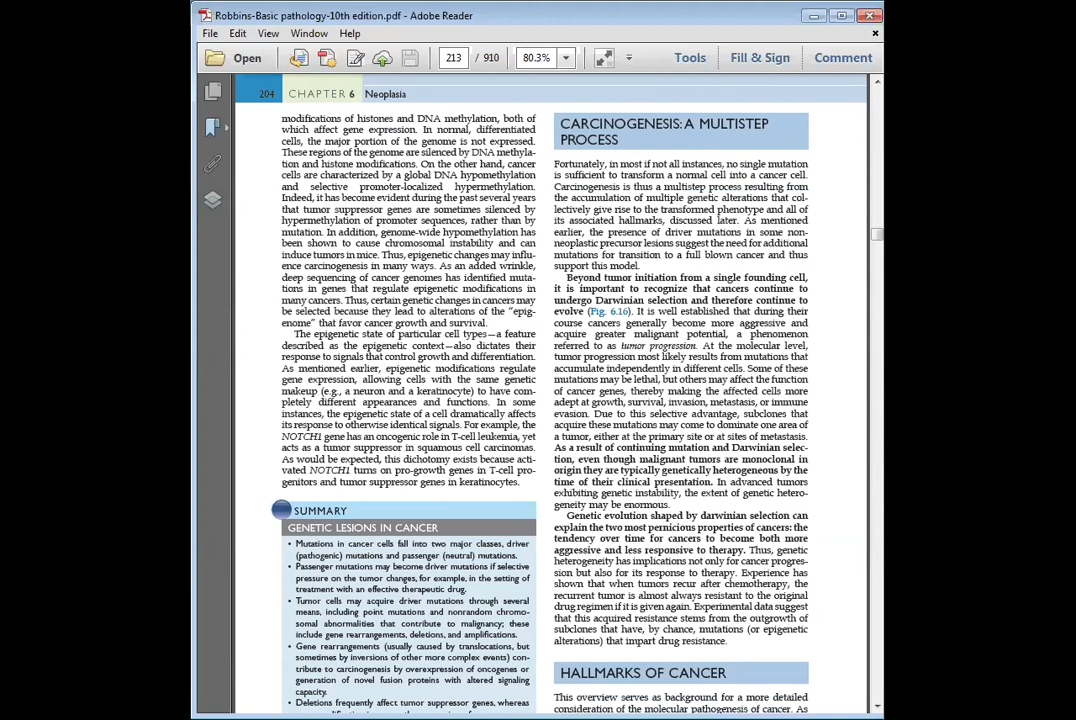 Robbins-Basic pathology-10th edition.pdf - Adobe Reader
File Edit View Window Help
Open 213 / 910 80.3% Tools Fill & Sign Comment
204 CHAPTER 6 Neoplasia
modifications of histones and DNA methylation, both of
which affect gene expression. In normal, differentiated
cells, the major portion of the genome is not expressed.
These regions of the genome are silenced by DNA methyla-
tion and histone modifications. On the other hand, cancer
cells are characterized by a global DNA hypomethylation
and selective promoter-localized hypermethylation.
Indeed, it has become evident during the past several years
that tumor suppressor genes are sometimes silenced by
hypermethylation of promoter sequences, rather than by
mutation. In addition, genome-wide hypomethylation has
been shown to cause chromosomal instability and can
induce tumors in mice. Thus, epigenetic changes may influ-
ence carcinogenesis in many ways. As an added wrinkle,
deep sequencing of cancer genomes has identified muta-
tions in genes that regulate epigenetic modifications in
many cancers. Thus, certain genetic changes in cancers may
be selected because they lead to alterations of the "epig-
enome" that favor cancer growth and survival.
The epigenetic state of particular cell types—a feature
described as the epigenetic context—also dictates their
response to signals that control growth and differentiation.
As mentioned earlier, epigenetic modifications regulate
gene expression, allowing cells with the same genetic
makeup (e.g., a neuron and a keratinocyte) to have com-
pletely different appearances and functions. In some
instances, the epigenetic state of a cell dramatically affects
its response to otherwise identical signals. For example, the
NOTCH1 gene has an oncogenic role in T-cell leukemia, yet
acts as a tumor suppressor in squamous cell carcinomas.
As would be expected, this dichotomy exists because acti-
vated NOTCH1 turns on pro-growth genes in T-cell pro-
genitors and tumor suppressor genes in keratinocytes.
SUMMARY
GENETIC LESIONS IN CANCER
• Mutations in cancer cells fall into two major classes, driver
(pathogenic) mutations and passenger (neutral) mutations.
• Passenger mutations may become driver mutations if selective
pressure on the tumor changes, for example, in the setting of
treatment with an effective therapeutic drug.
• Tumor cells may acquire driver mutations through several
means, including point mutations and nonrandom chromo-
somal abnormalities that contribute to malignancy; these
include gene rearrangements, deletions, and amplifications.
• Gene rearrangements (usually caused by translocations, but
sometimes by inversions of other more complex events) con-
tribute to carcinogenesis by overexpression of oncogenes or
generation of novel fusion proteins with altered signaling
capacity.
• Deletions frequently affect tumor suppressor genes, whereas
CARCINOGENESIS: A MULTISTEP
PROCESS
Fortunately, in most if not all instances, no single mutation
is sufficient to transform a normal cell into a cancer cell.
Carcinogenesis is thus a multistep process resulting from
the accumulation of multiple genetic alterations that col-
lectively give rise to the transformed phenotype and all of
its associated hallmarks, discussed later. As mentioned
earlier, the presence of driver mutations in some non-
neoplastic precursor lesions suggest the need for additional
mutations for transition to a full blown cancer and thus
support this model.
Beyond tumor initiation from a single founding cell,
it is important to recognize that cancers continue to
undergo Darwinian selection and therefore continue to
evolve (Fig. 6.16). It is well established that during their
course cancers generally become more aggressive and
acquire greater malignant potential, a phenomenon
referred to as tumor progression. At the molecular level,
tumor progression most likely results from mutations that
accumulate independently in different cells. Some of these
mutations may be lethal, but others may affect the function
of cancer genes, thereby making the affected cells more
adept at growth, survival, invasion, metastasis, or immune
evasion. Due to this selective advantage, subclones that
acquire these mutations may come to dominate one area of
a tumor, either at the primary site or at sites of metastasis.
As a result of continuing mutation and Darwinian selec-
tion, even though malignant tumors are monoclonal in
origin they are typically genetically heterogeneous by the
time of their clinical presentation. In advanced tumors
exhibiting genetic instability, the extent of genetic hetero-
geneity may be enormous.
Genetic evolution shaped by darwinian selection can
explain the two most pernicious properties of cancers: the
tendency over time for cancers to become both more
aggressive and less responsive to therapy. Thus, genetic
heterogeneity has implications not only for cancer progres-
sion but also for its response to therapy. Experience has
shown that when tumors recur after chemotherapy, the
recurrent tumor is almost always resistant to the original
drug regimen if it is given again. Experimental data suggest
that this acquired resistance stems from the outgrowth of
subclones that have, by chance, mutations (or epigenetic
alterations) that impart drug resistance.
HALLMARKS OF CANCER
This overview serves as background for a more detailed
consideration of the molecular pathogenesis of cancer. As